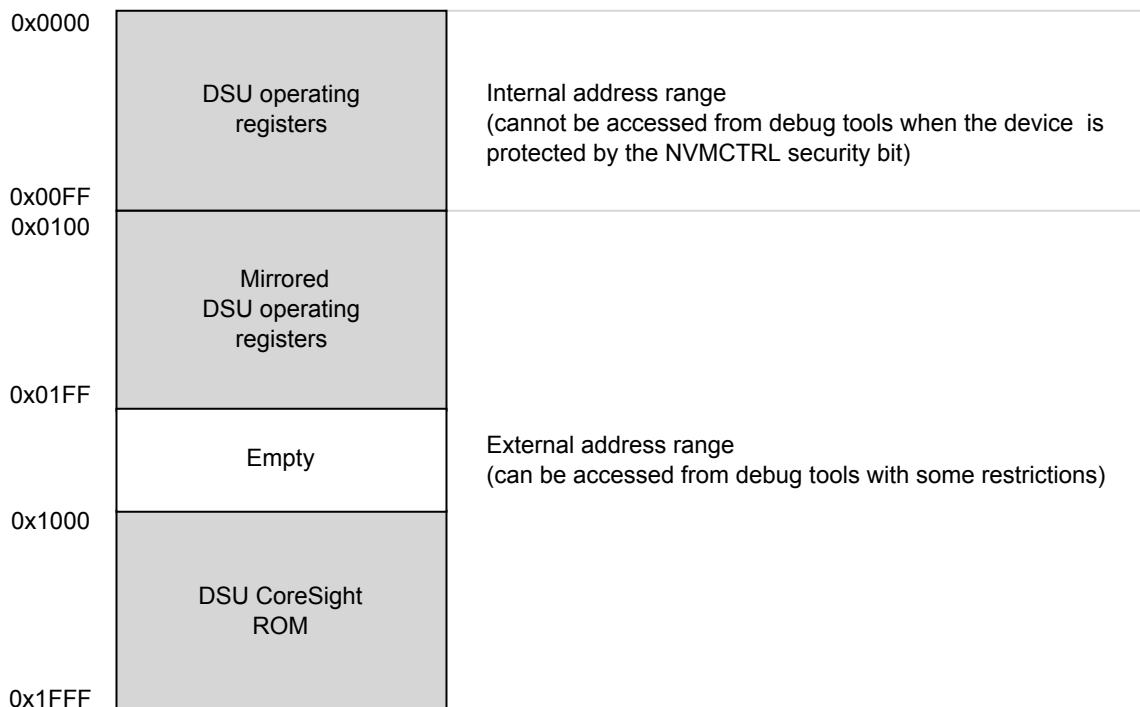 0x0000
DSU operating
registers
Internal address range
(cannot be accessed from debug tools when the device is
protected by the NVMCTRL security bit)
0x00FF
0x0100
Mirrored
DSU operating
registers
0x01FF
Empty
External address range
(can be accessed from debug tools with some restrictions)
0x1000
DSU CoreSight
ROM
0x1FFF